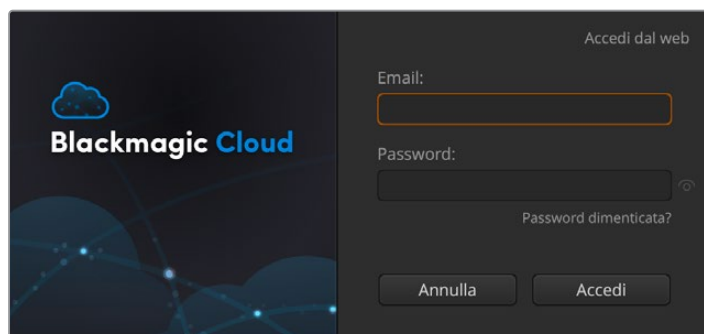 Blackmagic Cloud
Accedi dal web
Email:
Password:
Password dimenticata?
Annulla
Accedi